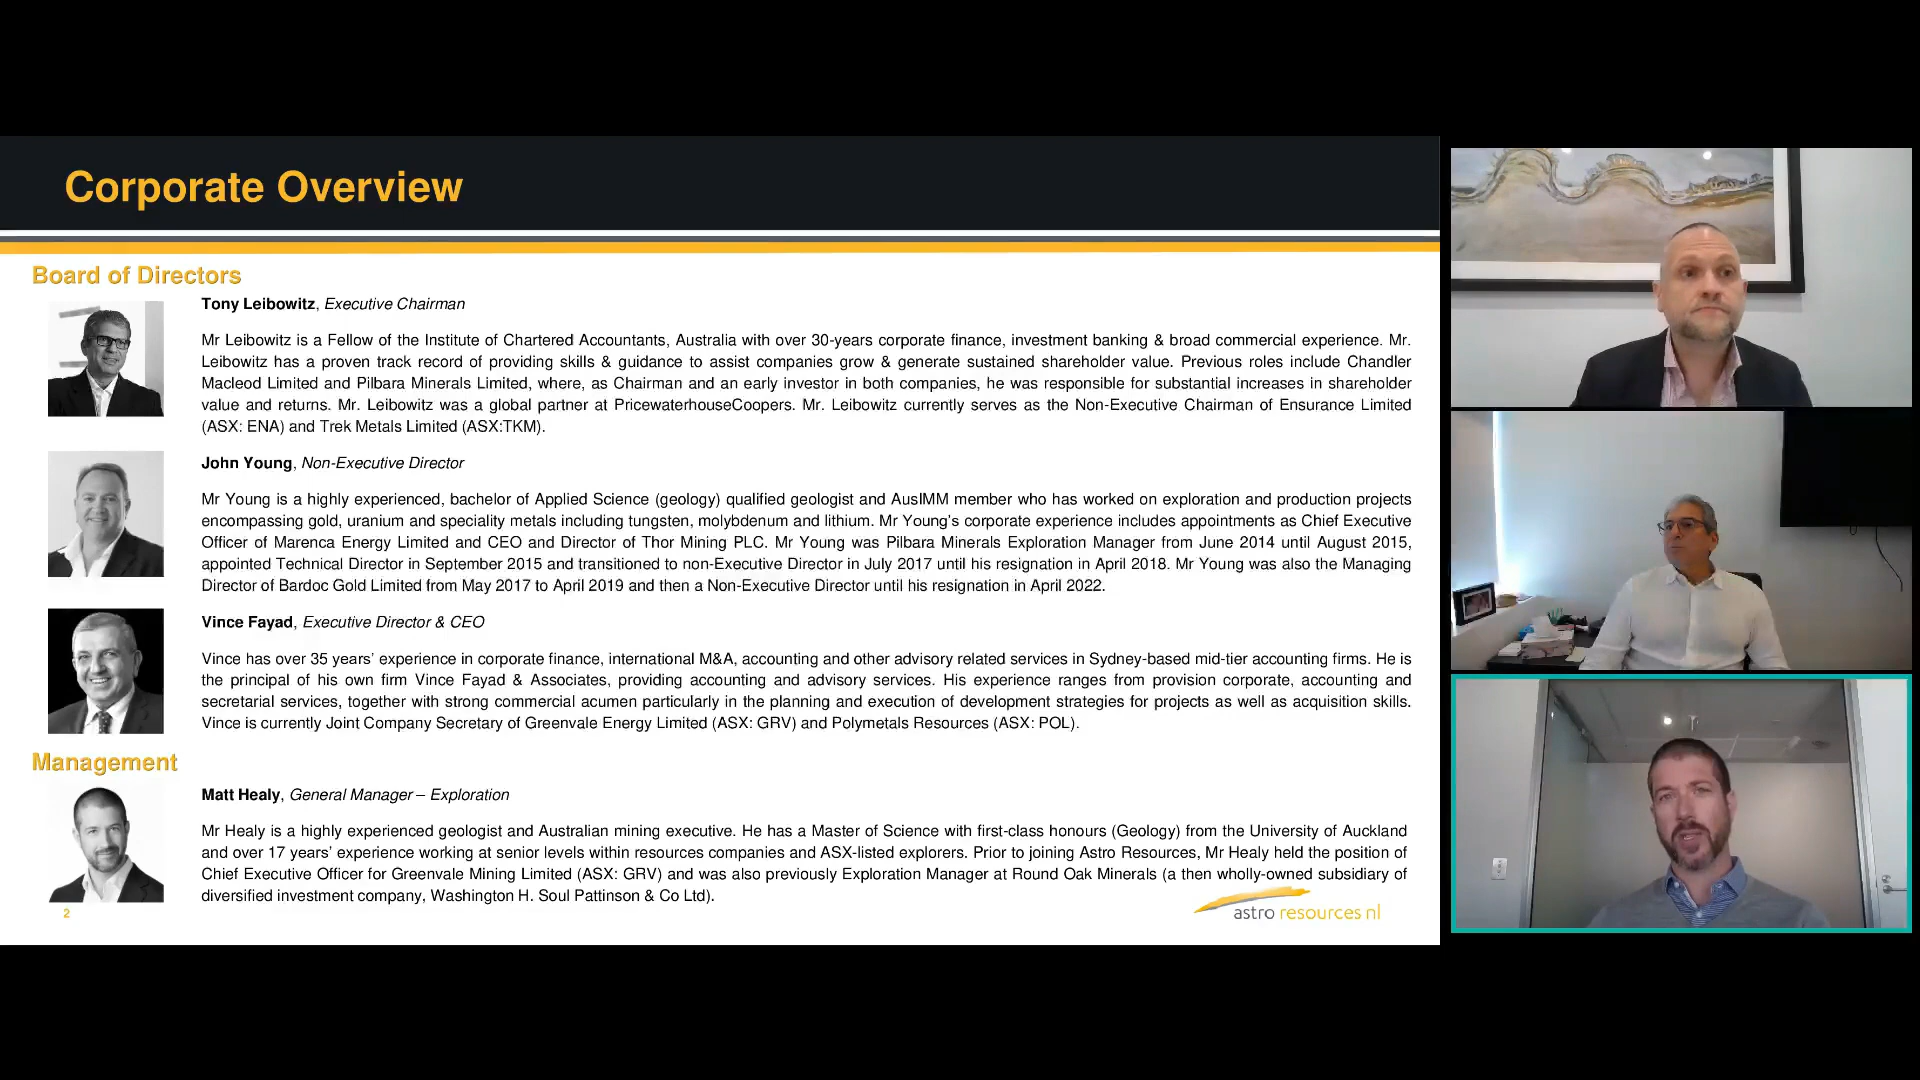 Corporate Overview
Board of Directors
Tony Leibowitz, Executive Chairman
Mr Leibowitz is a Fellow of the Institute of Chartered Accountants, Australia with over 30-years corporate finance, investment banking & broad commercial experience. Mr.
Leibowitz has a proven track record of providing skills & guidance to assist companies grow & generate sustained shareholder value. Previous roles include Chandler
Macleod Limited and Pilbara Minerals Limited, where, as Chairman and an early investor in both companies, he was responsible for substantial increases in shareholder
value and returns. Mr. Leibowitz was a global partner at PricewaterhouseCoopers. Mr. Leibowitz currently serves as the Non-Executive Chairman of Ensurance Limited
(ASX: ENA) and Trek Metals Limited (ASX:TKM).
John Young, Non-Executive Director
Mr Young is a highly experienced, bachelor of Applied Science (geology) qualified geologist and AusIMM member who has worked on exploration and production projects
encompassing gold, uranium and speciality metals including tungsten, molybdenum and lithium. Mr Young’s corporate experience includes appointments as Chief Executive
Officer of Marenca Energy Limited and CEO and Director of Thor Mining PLC. Mr Young was Pilbara Minerals Exploration Manager from June 2014 until August 2015,
appointed Technical Director in September 2015 and transitioned to non-Executive Director in July 2017 until his resignation in April 2018. Mr Young was also the Managing
Director of Bardoc Gold Limited from May 2017 to April 2019 and then a Non-Executive Director until his resignation in April 2022.
Vince Fayad, Executive Director & CEO
Vince has over 35 years’ experience in corporate finance, international M&A, accounting and other advisory related services in Sydney-based mid-tier accounting firms. He is
the principal of his own firm Vince Fayad & Associates, providing accounting and advisory services. His experience ranges from provision corporate, accounting and
secretarial services, together with strong commercial acumen particularly in the planning and execution of development strategies for projects as well as acquisition skills.
Vince is currently Joint Company Secretary of Greenvale Energy Limited (ASX: GRV) and Polymetals Resources (ASX: POL).
Management
Matt Healy, General Manager – Exploration
Mr Healy is a highly experienced geologist and Australian mining executive. He has a Master of Science with first-class honours (Geology) from the University of Auckland
and over 17 years’ experience working at senior levels within resources companies and ASX-listed explorers. Prior to joining Astro Resources, Mr Healy held the position of
Chief Executive Officer for Greenvale Mining Limited (ASX: GRV) and was also previously Exploration Manager at Round Oak Minerals (a then wholly-owned subsidiary of
diversified investment company, Washington H. Soul Pattinson & Co Ltd).
2
astro resources nl